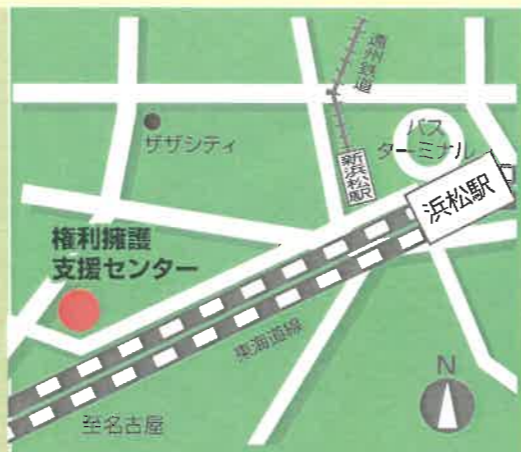 遠州鉄道
ザザシティ
バス
ターミナル
新浜松駅
浜松駅
権利擁護
支援センター
東海道線
至名古屋
N